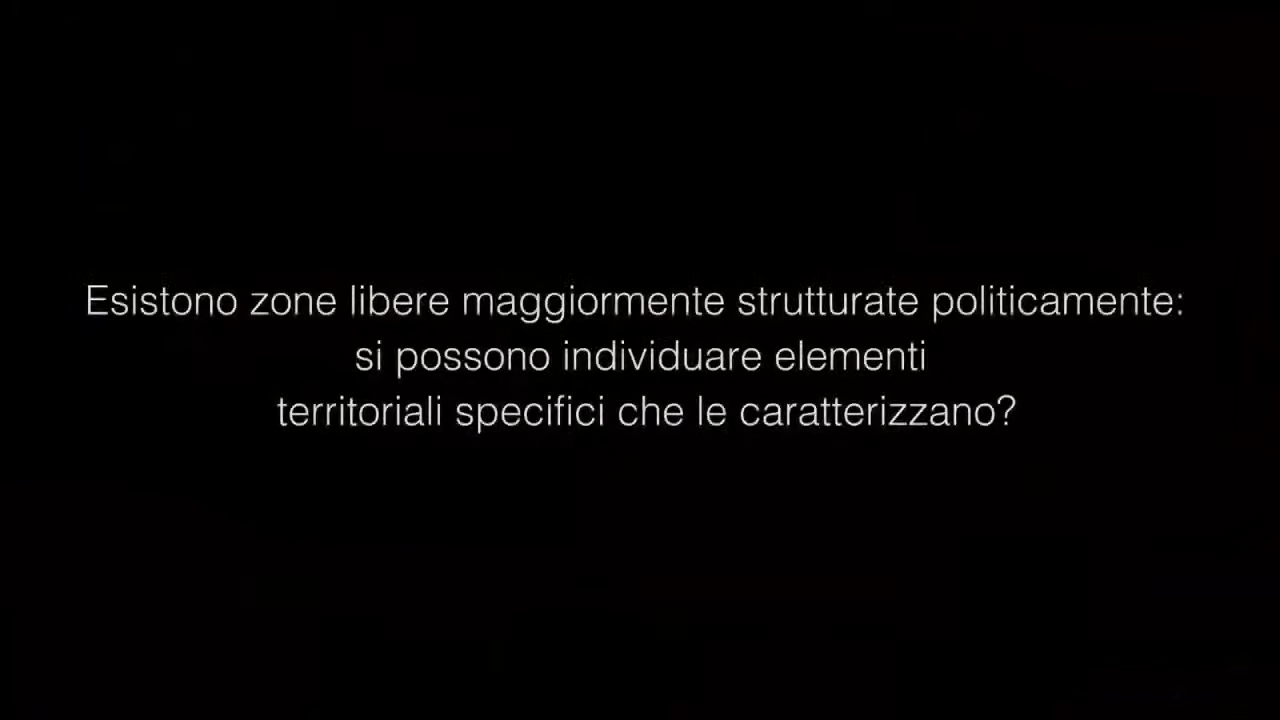 Esistono zone libere maggiormente strutturate politicamente:
si possono individuare elementi
territoriali specifici che le caratterizzano?